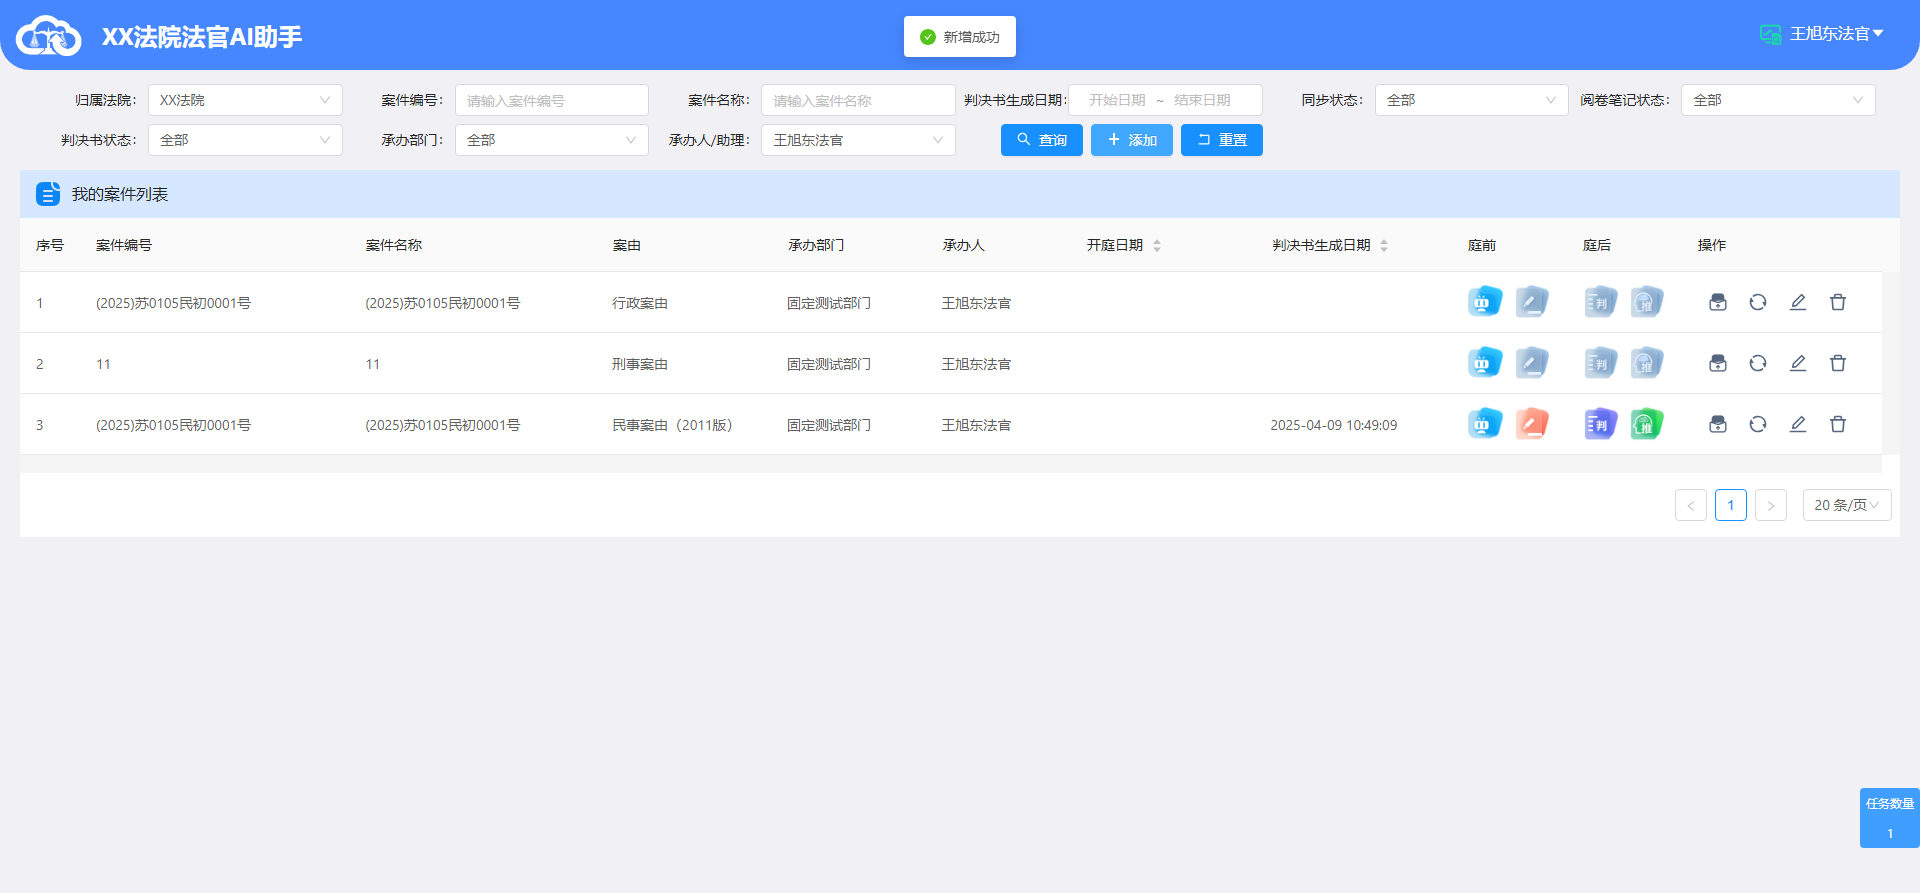 XX法院法官AI助手
新增成功
王旭东法官
归属法院: XX法院 案件编号: 请输入案件编号 案件名称: 请输入案件名称 判决书生成日期: 开始日期 ~ 结束日期 同步状态: 全部 阅卷笔记状态: 全部
判决书状态: 全部 承办部门: 全部 承办人/助理: 王旭东法官 查询 添加 重置
我的案件列表
序号 案件编号 案件名称 案由 承办部门 承办人 开庭日期 判决书生成日期 庭前 庭后 操作
1 (2025)苏0105民初0001号 (2025)苏0105民初0001号 行政案由 固定测试部门 王旭东法官 判 推
2 11 11 刑事案由 固定测试部门 王旭东法官 判 推
3 (2025)苏0105民初0001号 (2025)苏0105民初0001号 民事案由（2011版） 固定测试部门 王旭东法官 2025-04-09 10:49:09 判 推
< 1 > 20 条/页
任务数量
1